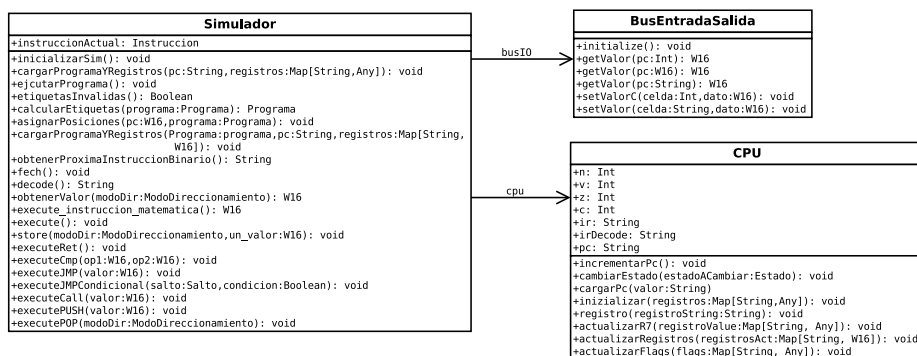 Simulador
+instruccionActual: Instruccion
+inicializarSim(): void
+cargarProgramaYRegistros(pc:String,registros:Map[String,Any]): void
+ejcutarPrograma(): void
+etiquetasInvalidas(): Boolean
+calcularEtiquetas(programa:Programa): Programa
+asignarPosiciones(pc:W16,programa:Programa): void
+cargarProgramaYRegistros(Programa:programa,pc:String,registros:Map[String,
W16]): void
+obtenerProximaInstruccionBinario(): String
+fech(): void
+decode(): String
+obtenerValor(modoDir:ModoDireccionamiento): W16
+execute_instruccion_matematica(): W16
+execute(): void
+store(modoDir:ModoDireccionamiento,un_valor:W16): void
+executeRet(): void
+executeCmp(op1:W16,op2:W16): void
+executeJMP(valor:W16): void
+executeJMPCondicional(salto:Salto,condicion:Boolean): void
+executeCall(valor:W16): void
+executePUSH(valor:W16): void
+executePOP(modoDir:ModoDireccionamiento): void
busIO
cpu
BusEntradaSalida
+initialize(): void
+getValor(pc:Int): W16
+getValor(pc:W16): W16
+getValor(pc:String): W16
+setValorC(celda:Int,dato:W16): void
+setValor(celda:String,dato:W16): void
CPU
+n: Int
+v: Int
+z: Int
+c: Int
+ir: String
+irDecode: String
+pc: String
+incrementarPc(): void
+cambiarEstado(estadoACambiar:Estado): void
+cargarPc(valor:String)
+inizializar(registros:Map[String,Any]): void
+registro(registroString:String): void
+actualizarR7(registroValue:Map[String, Any]): void
+actualizarRegistros(registrosAct:Map[String, W16]): void
+actualizarFlags(flags:Map[String, Any]): void